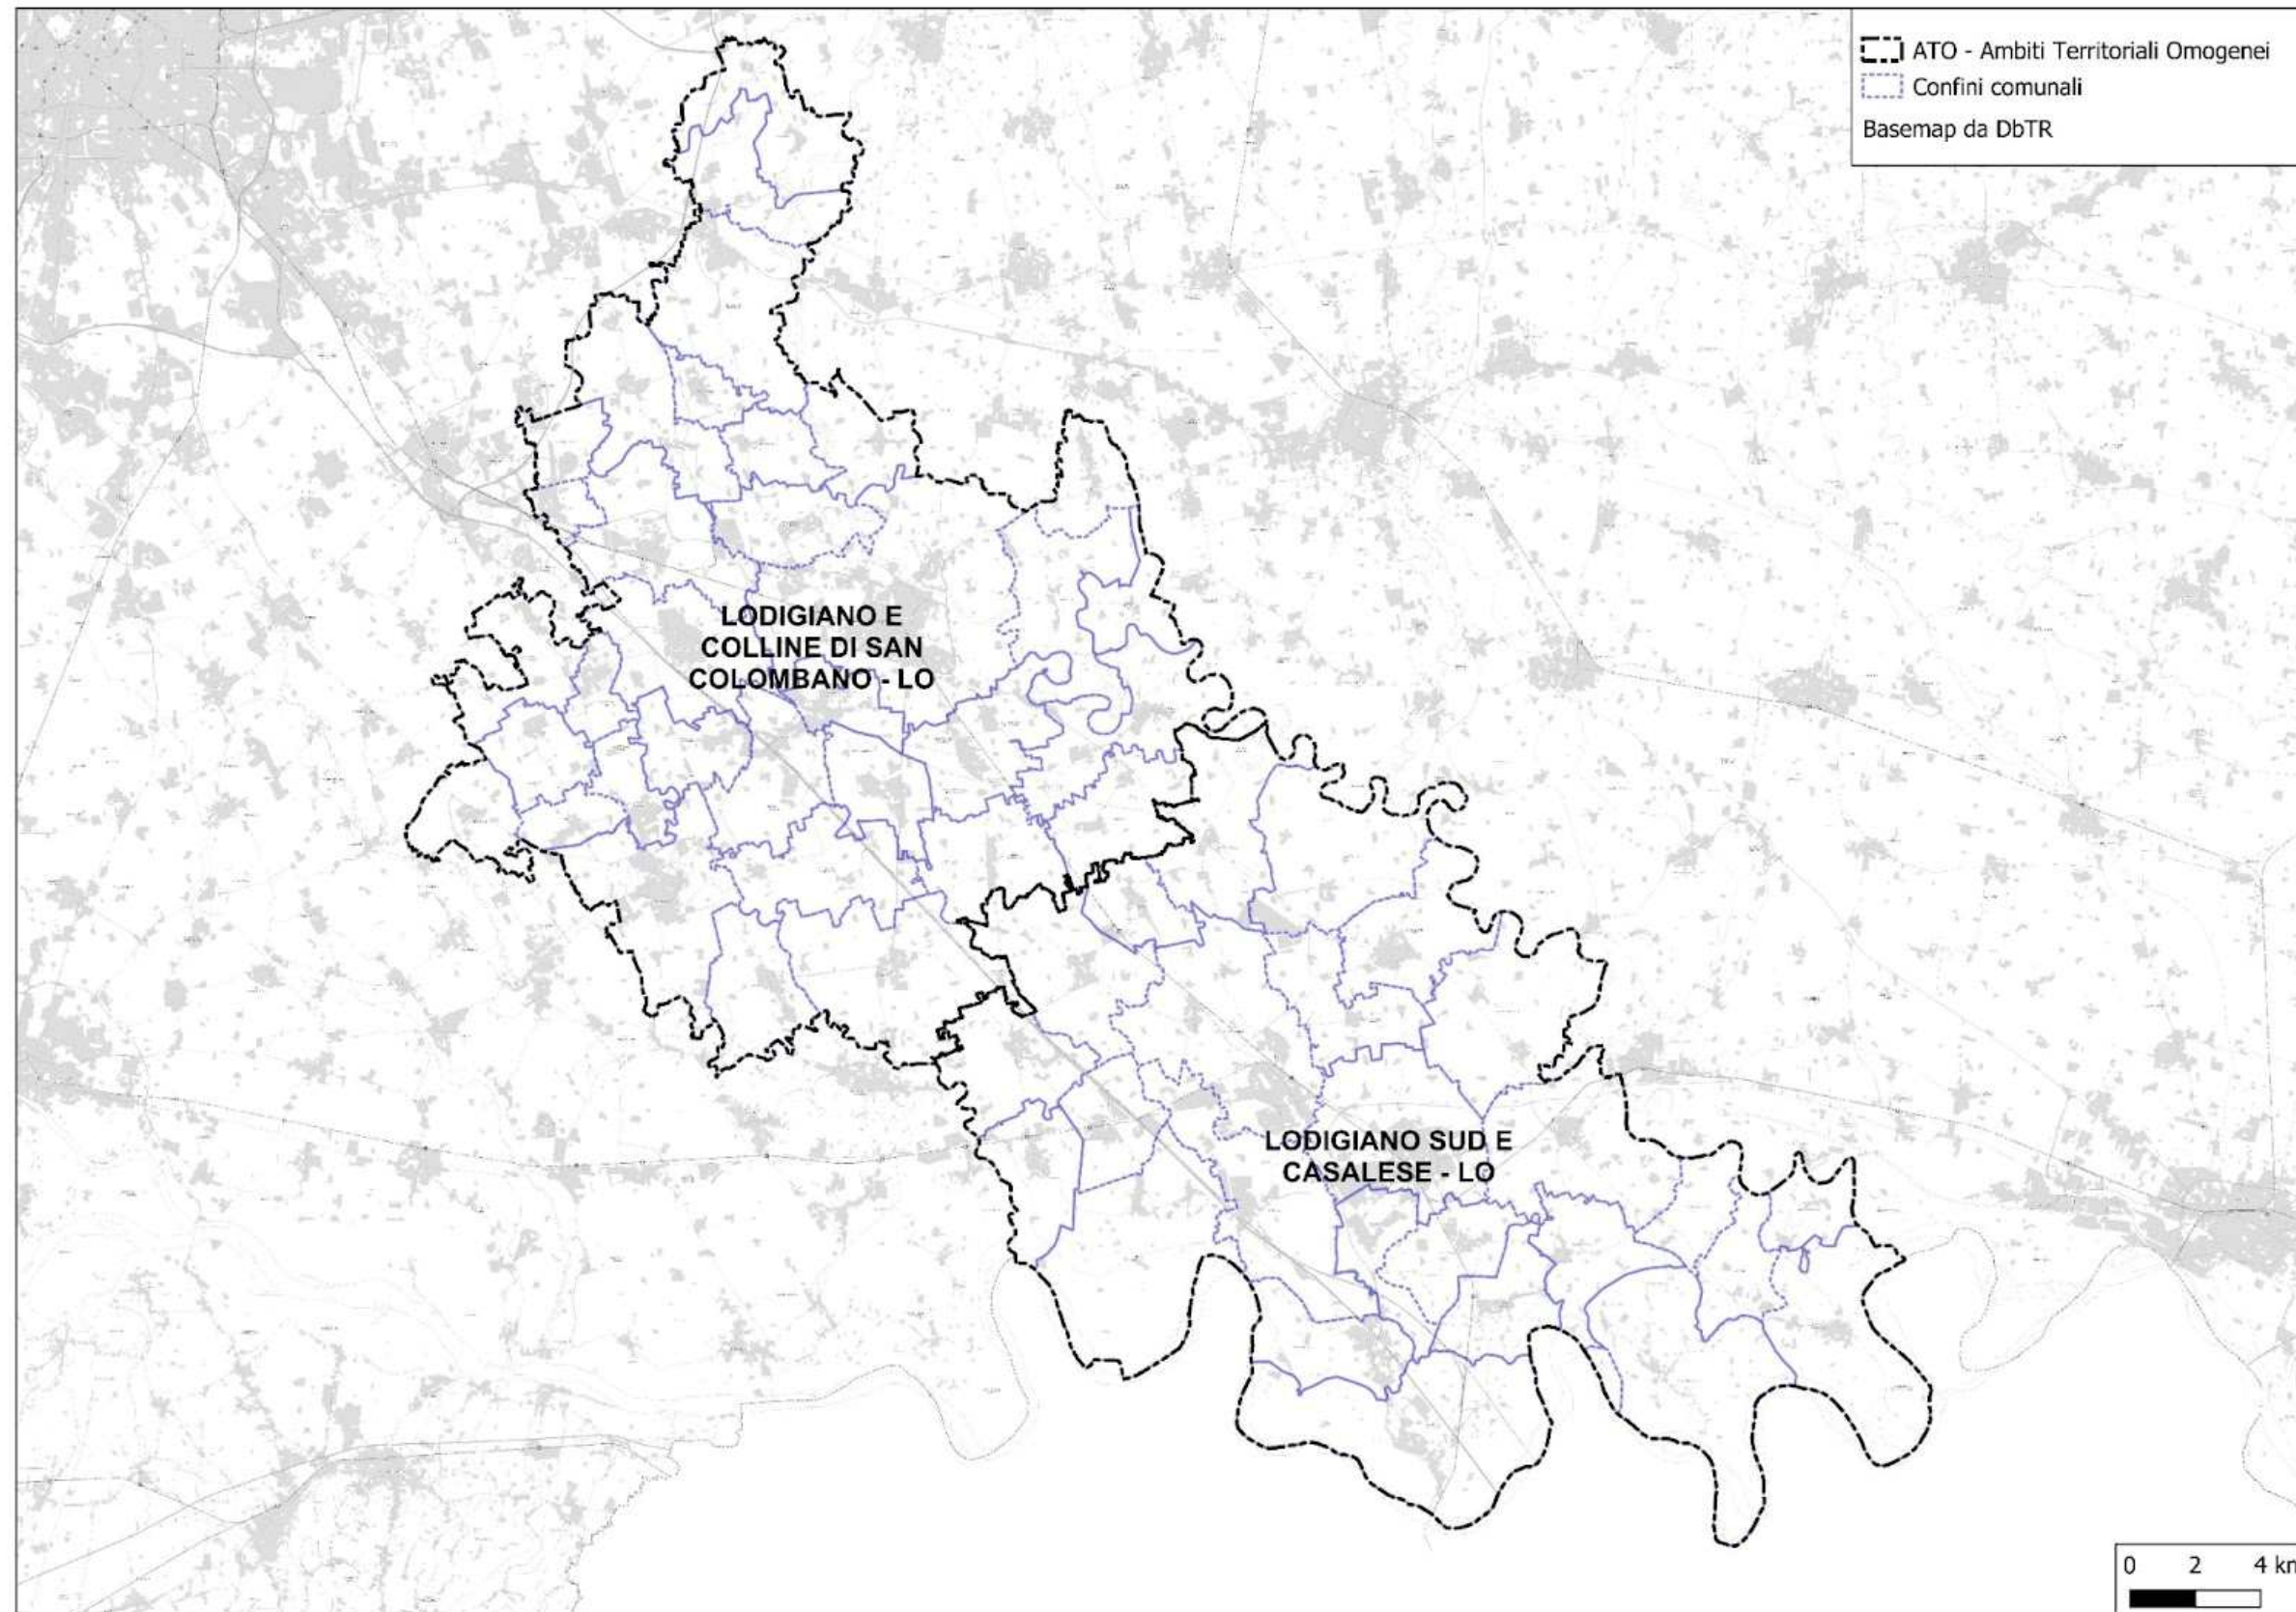 ATO - Ambiti Territoriali Omogenei
Confini comunali
Basemap da DbTR
LODIGIANO E
COLLINE DI SAN
COLOMBANO - LO
LODIGIANO SUD E
CASALESE - LO
0 2 4 km